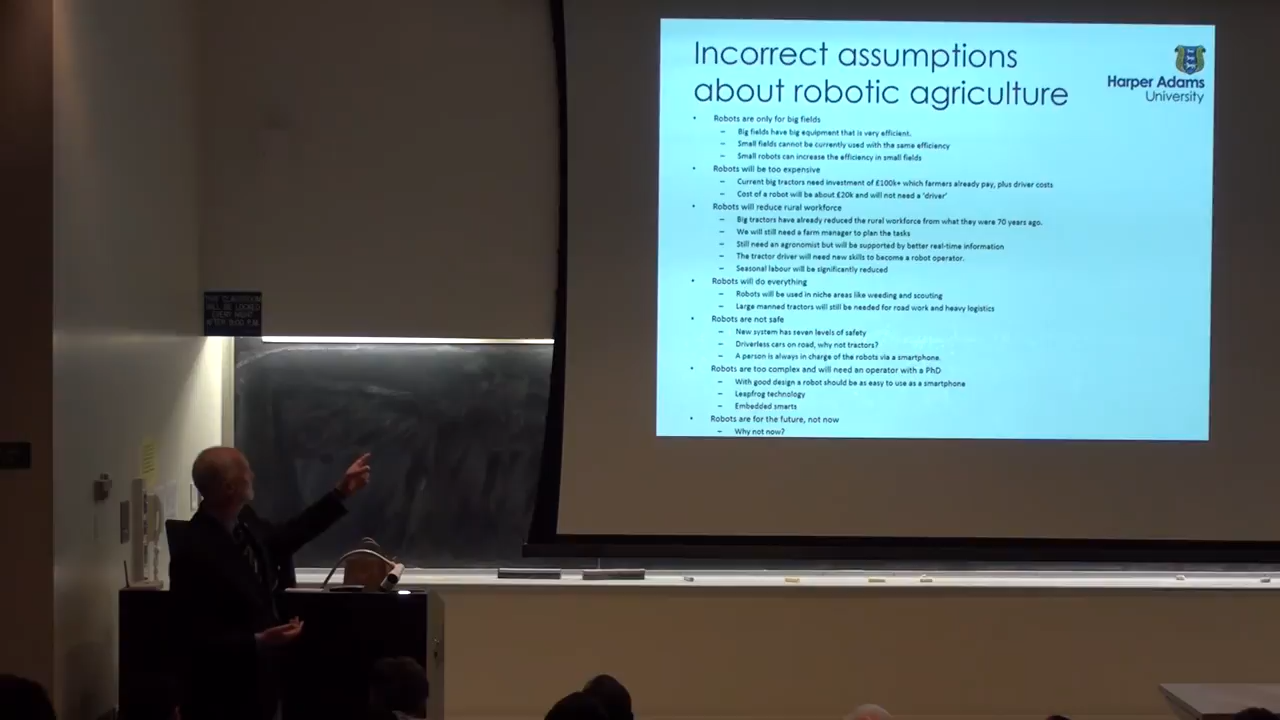 Incorrect assumptions
about robotic agriculture
Harper Adams
University
• Robots are only for big fields
– Big fields have big equipment that is very efficient.
– Small fields cannot be currently used with the same efficiency
– Small robots can increase the efficiency in small fields
• Robots will be too expensive
– Current big tractors need investment of £100k+ which farmers already pay, plus driver costs
– Cost of a robot will be about £20k and will not need a 'driver'
• Robots will reduce rural workforce
– Big tractors have already reduced the rural workforce from what they were 70 years ago.
– We will still need a farm manager to plan the tasks
– Still need an agronomist but will be supported by better real-time information
– The tractor driver will need new skills to become a robot operator.
– Seasonal labour will be significantly reduced
• Robots will do everything
– Robots will be used in niche areas like weeding and scouting
– Large manned tractors will still be needed for road work and heavy logistics
• Robots are not safe
– New system has seven levels of safety
– Driverless cars on road, why not tractors?
– A person is always in charge of the robots via a smartphone.
• Robots are too complex and will need an operator with a PhD
– With good design a robot should be as easy to use as a smartphone
– Leapfrog technology
– Embedded smarts
• Robots are for the future, not now
– Why not now?
THIS CLASSROOM
WILL BE LOCKED
EVERY NIGHT
AFTER 9:00 P.M.